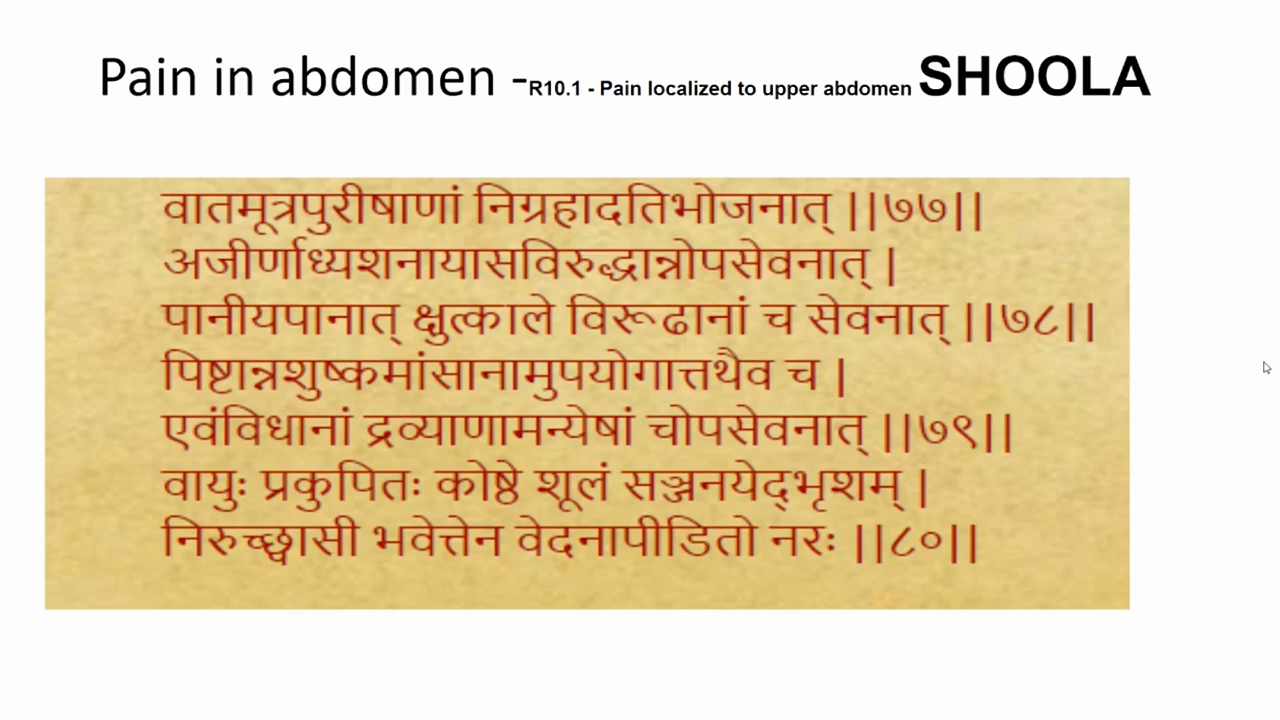 Pain in abdomen -R10.1 - Pain localized to upper abdomen SHOOLA
वातमूत्रपुरीषाणां निग्रहादतिभोजनात् ||७७||
अजीर्णाध्यशनायासविरुद्धान्नोपसेवनात् |
पानीयपानात् क्षुत्काले विरूढानां च सेवनात् ||७८||
पिष्टान्नशुष्कमांसानामुपयोगात्तथैव च |
एवंविधानां द्रव्याणामन्येषां चोपसेवनात् ||७९||
वायुः प्रकुपितः कोष्ठे शूलं सञ्जनयेद्भृशम् |
निरुच्छ्वासी भवेत्तेन वेदनापीडितो नरः ||८०||